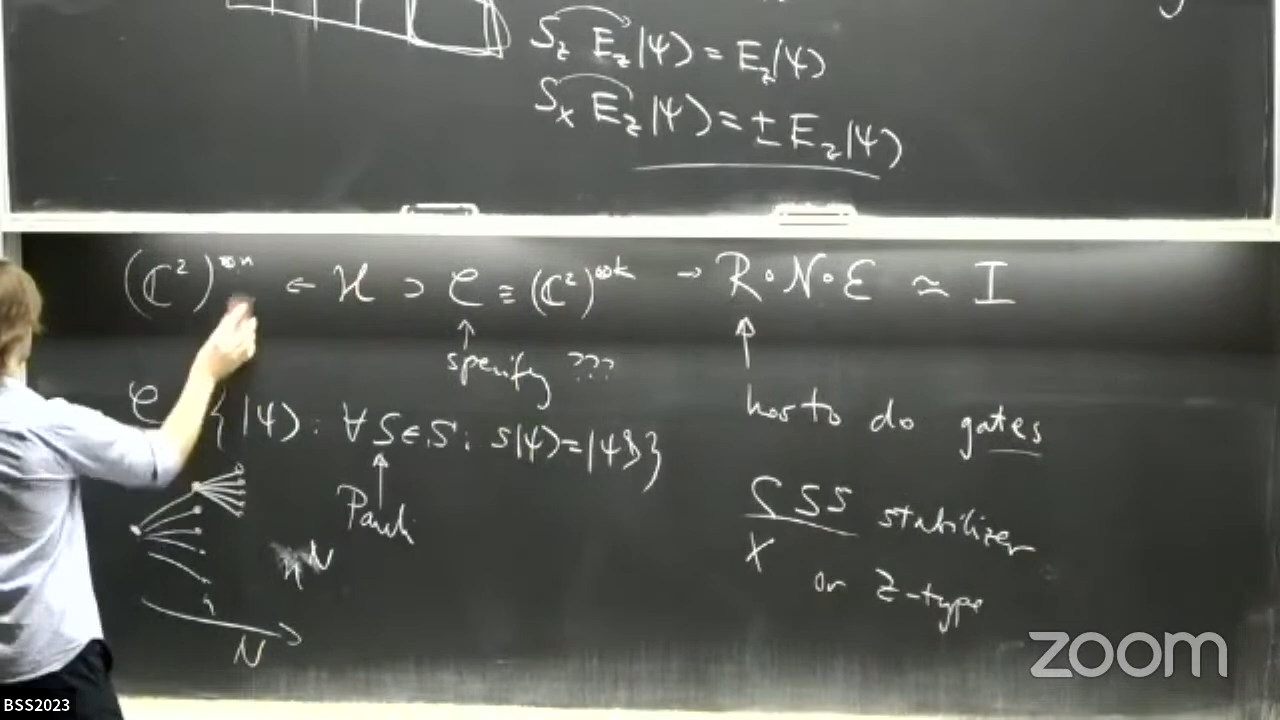 S_z E_z|ψ⟩ = E_z|ψ⟩
S_x E_z|ψ⟩ = ± E_z|ψ⟩
(ℂ²)^{⊗n} ← H ⊃ C ≡ (ℂ²)^{⊗k} → R∘N∘E ≃ I
specify ???
how to do gates
C {|ψ⟩ : ∀S∈S : S|ψ⟩=|ψ⟩}
Pauli
CSS stabilizer
X or Z-type
N
N
zoom
BSS2023